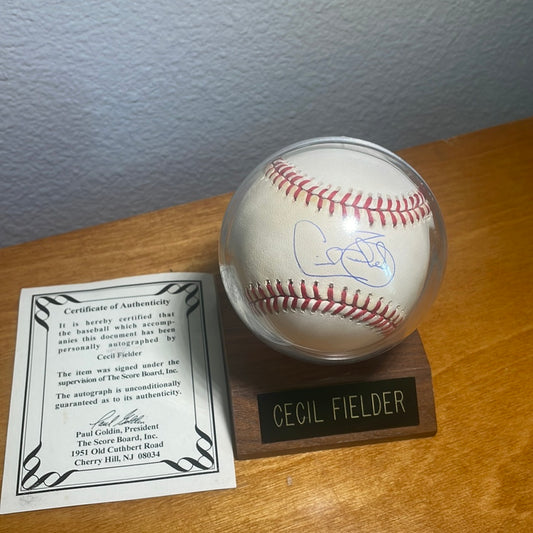 Certificate of Authenticity
It is hereby certified that
the baseball which accomp-
anies this document has been
personally autographed by
Cecil Fielder
The item was signed under the
supervision of The Score Board, Inc.
The autograph is unconditionally
guaranteed as to its authenticity.
Paul Goldin
Paul Goldin, President
The Score Board, Inc.
1951 Old Cuthbert Road
Cherry Hill, NJ 08034
CECIL FIELDER